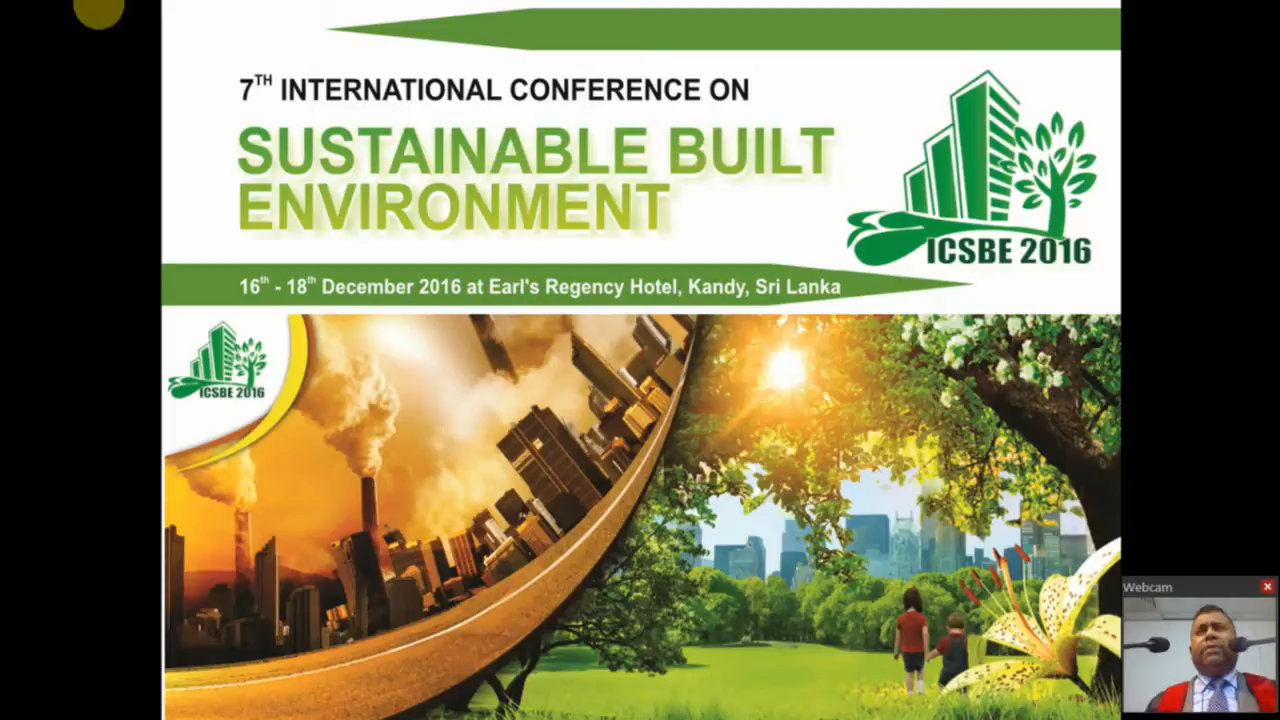 7TH INTERNATIONAL CONFERENCE ON
SUSTAINABLE BUILT
ENVIRONMENT
ICSBE 2016
16th - 18th December 2016 at Earl's Regency Hotel, Kandy, Sri Lanka
ICSBE 2016
Webcam